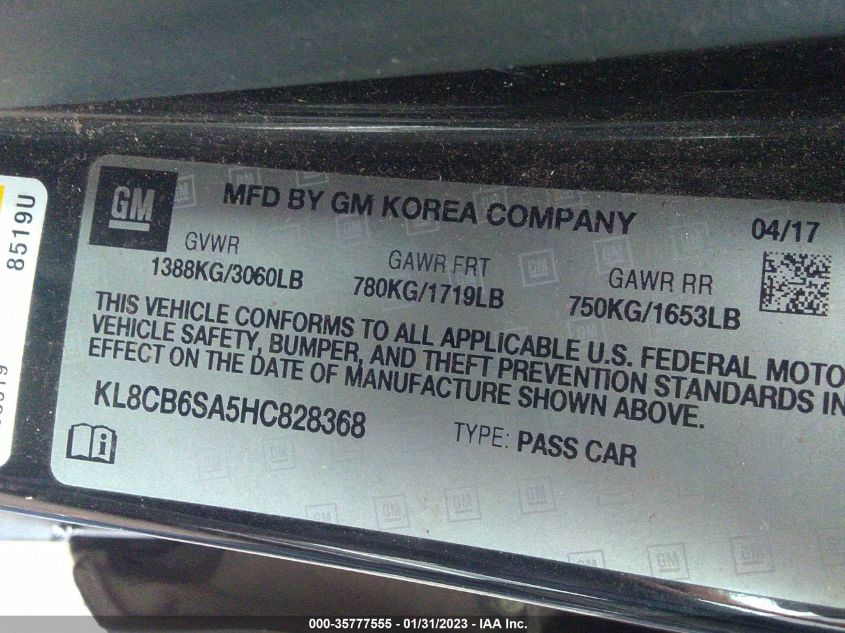 GM
MFD BY GM KOREA COMPANY
04/17
GVWR
1388KG/3060LB
GAWR FRT
780KG/1719LB
GAWR RR
750KG/1653LB
THIS VEHICLE CONFORMS TO ALL APPLICABLE U.S. FEDERAL MOTO
VEHICLE SAFETY, BUMPER, AND THEFT PREVENTION STANDARDS IN
EFFECT ON THE DATE OF MANUFACTURE SHOWN ABOVE.
KL8CB6SA5HC828368
TYPE: PASS CAR
8519U
000-35777555 - 01/31/2023 - IAA Inc.